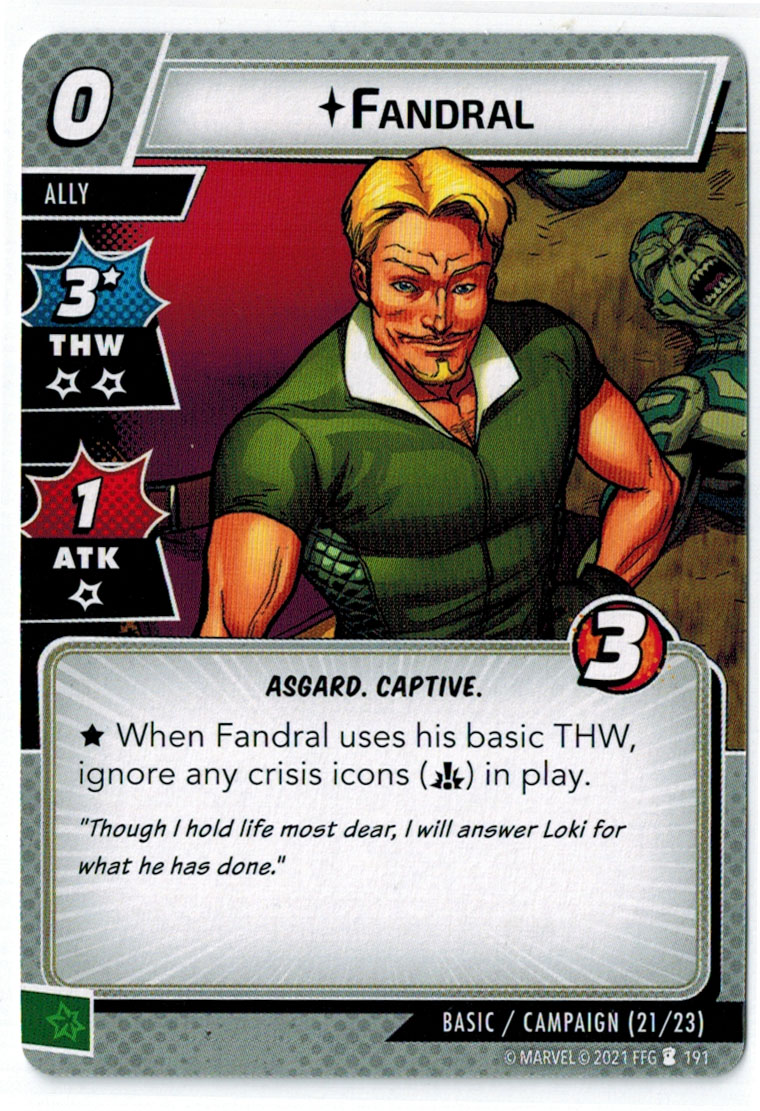 0
FANDRAL
ALLY
3
THW
1
ATK
3
ASGARD. CAPTIVE.
★ When Fandral uses his basic THW,
ignore any crisis icons () in play.
"Though I hold life most dear, I will answer Loki for
what he has done."
BASIC / CAMPAIGN (21/23)
© MARVEL © 2021 FFG 191